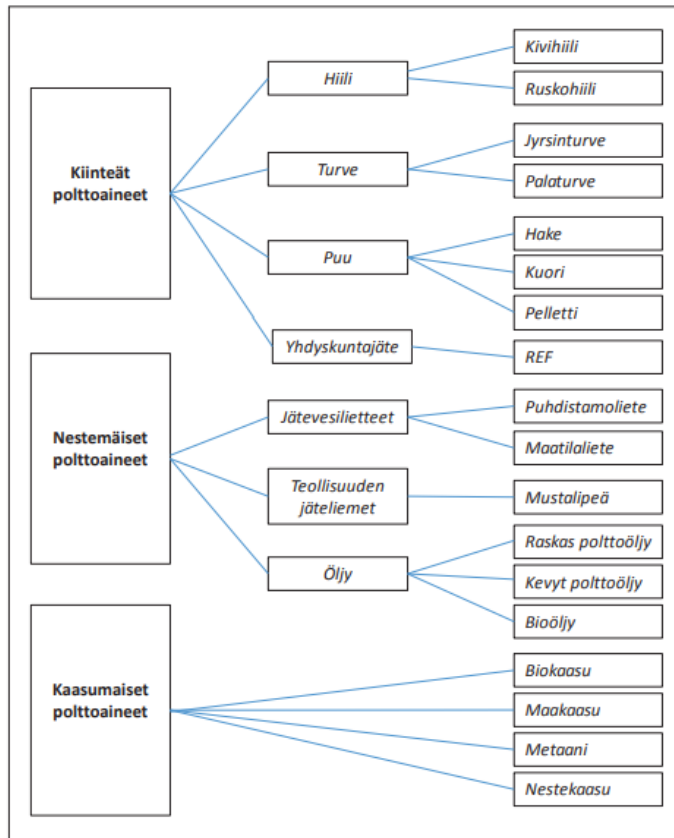 Kiinteät
polttoaineet
Hiili
Kivihiili
Ruskohiili
Turve
Jyrsinturve
Palaturve
Puu
Hake
Kuori
Pelletti
Yhdyskuntajäte
REF
Nestemäiset
polttoaineet
Jätevesilietteet
Puhdistamoliete
Maatilaliete
Teollisuuden
jäteliemet
Mustalipeä
Öljy
Raskas polttoöljy
Kevyt polttoöljy
Bioöljy
Kaasumaiset
polttoaineet
Biokaasu
Maakaasu
Metaani
Nestekaasu